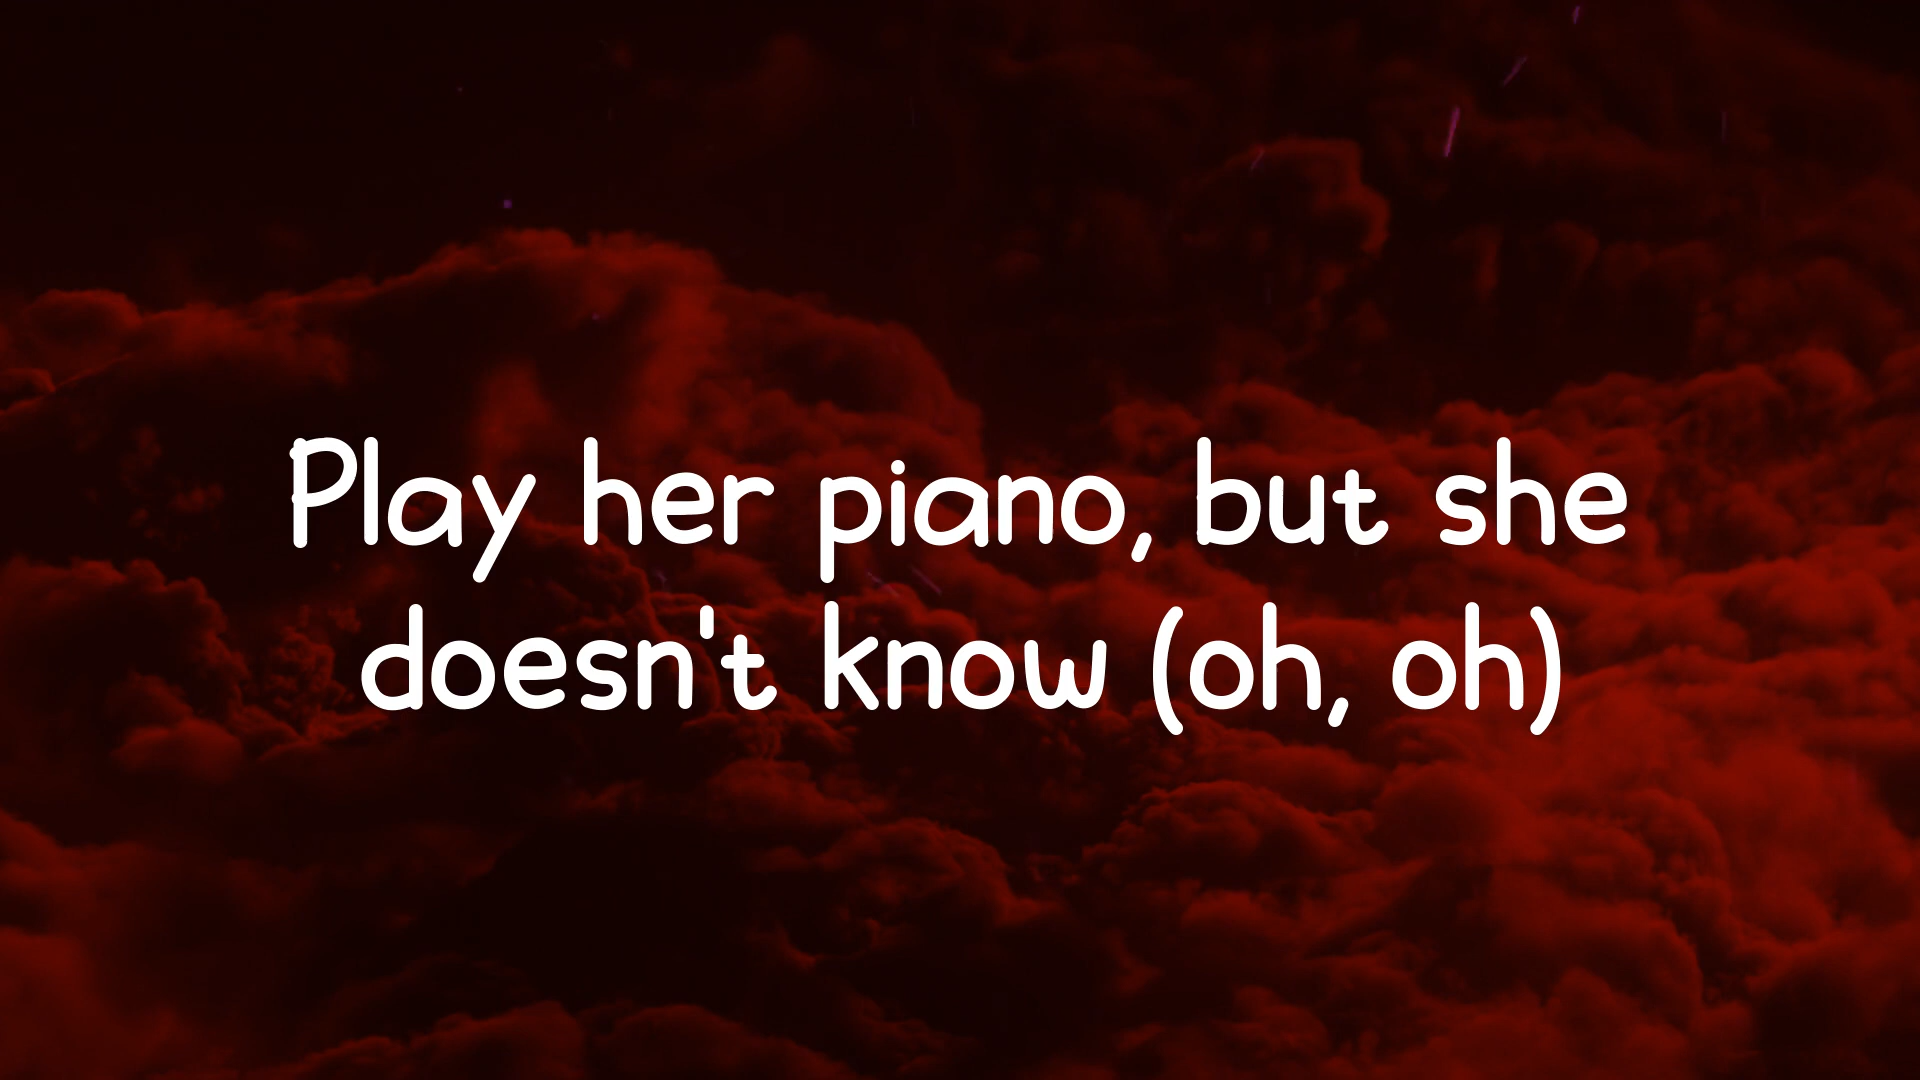 Play her piano, but she
doesn't know (oh, oh)